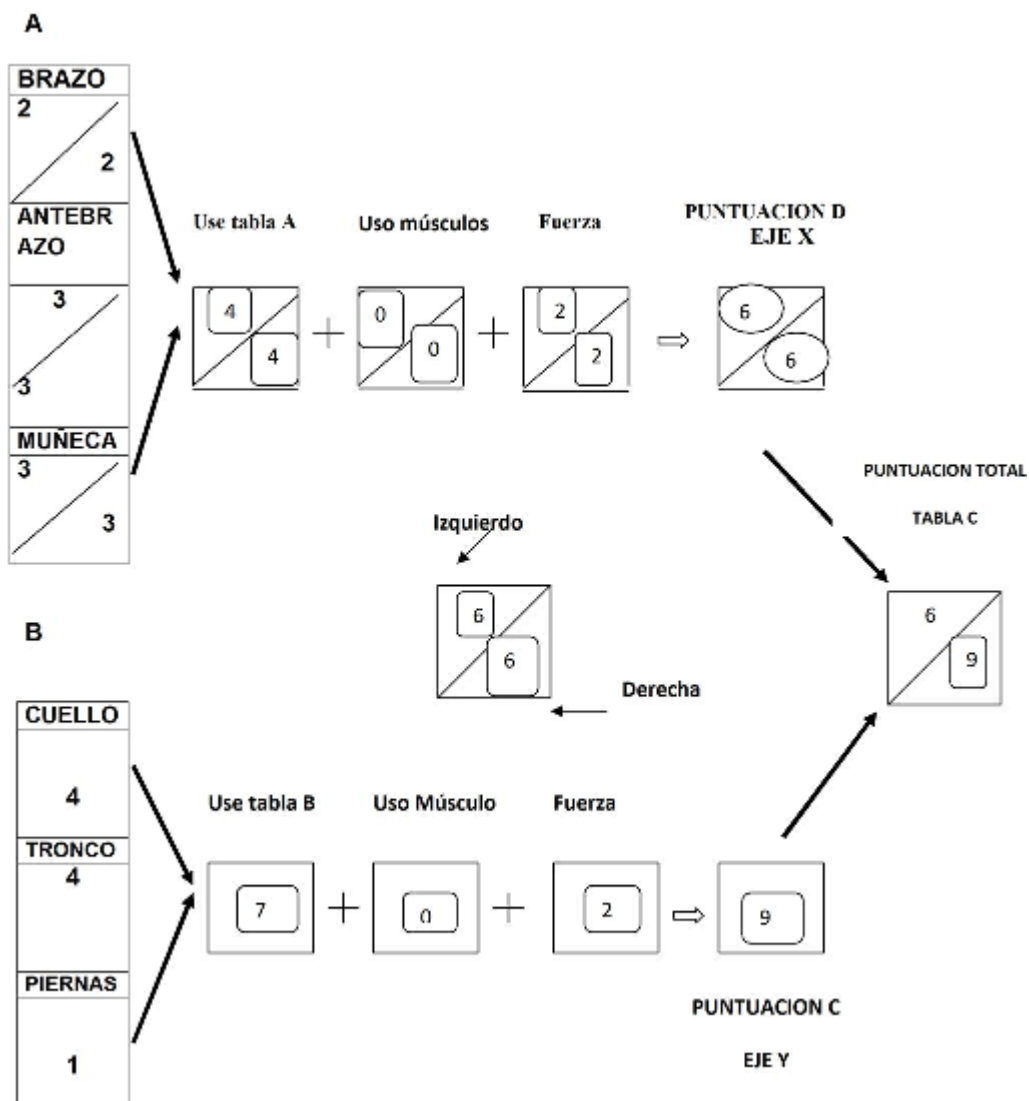 A
BRAZO
2
2
ANTEBR
AZO
3
3
MUÑECA
3
3
Use tabla A
Uso músculos
Fuerza
PUNTUACION D
EJE X
4
4
+
0
0
+
2
2
⇨
6
6
PUNTUACION TOTAL
TABLA C
Izquierdo
6
6
Derecha
6
9
B
CUELLO
4
TRONCO
4
PIERNAS
1
Use tabla B
Uso Músculo
Fuerza
7
+
0
+
2
⇨
9
PUNTUACION C
EJE Y